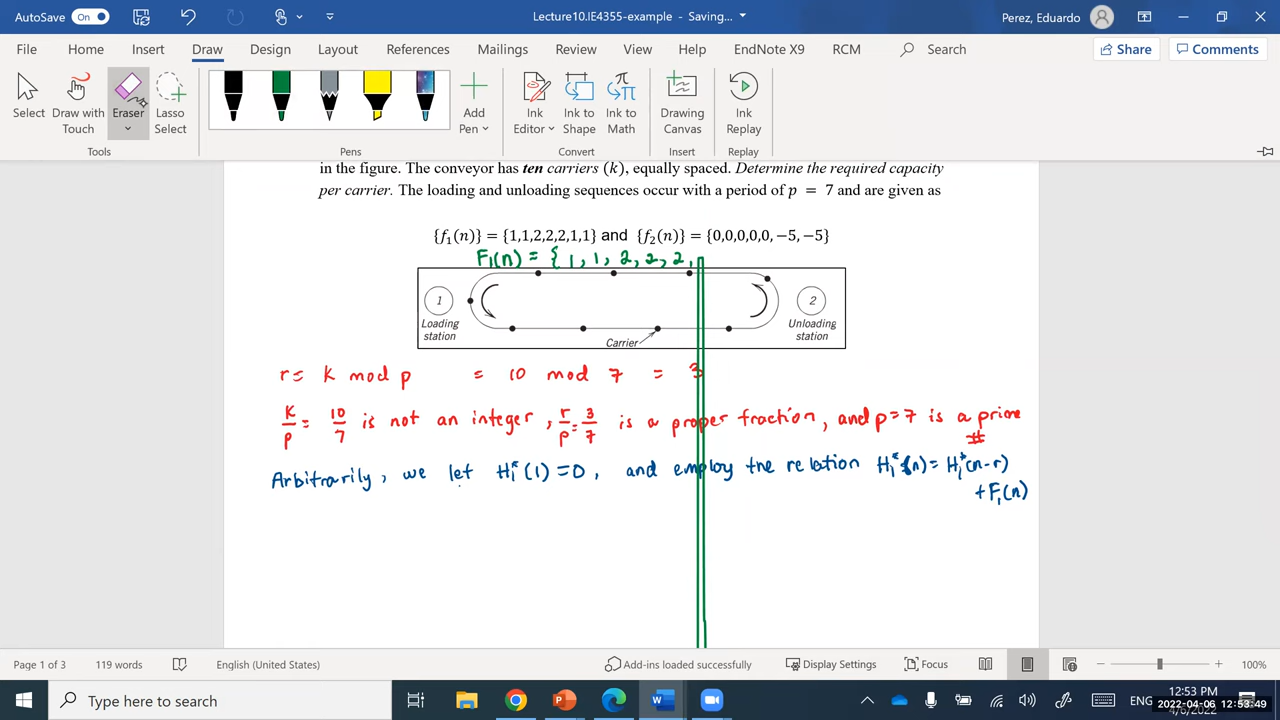 AutoSave On Lecture10.IE4355-example - Saving... Perez, Eduardo
File Home Insert Draw Design Layout References Mailings Review View Help EndNote X9 RCM Search Share Comments
Select Draw with Touch Eraser Lasso Select Add Pen Ink Editor Ink to Shape Ink to Math Drawing Canvas Ink Replay
Tools Pens Convert Insert Replay
in the figure. The conveyor has ten carriers (k), equally spaced. Determine the required capacity
per carrier. The loading and unloading sequences occur with a period of p = 7 and are given as
{f₁(n)} = {1,1,2,2,2,1,1} and {f₂(n)} = {0,0,0,0,0,−5,−5}
F₁(n) = { 1, 1, 2, 2, 2,
1 2
Loading station Unloading station
Carrier
r = K mod p = 10 mod 7 = 3
K/p = 10/7 is not an integer, r/p = 3/7 is a proper fraction, and p=7 is a prime #
Arbitrarily, we let H₁*(1) = 0, and employ the relation H₁*(n) = H₁*(n-r)
+ F₁(n)
Page 1 of 3 119 words English (United States) Add-ins loaded successfully Display Settings Focus 100%
Type here to search ENG 12:53 PM
2022-04-06 12:53:49